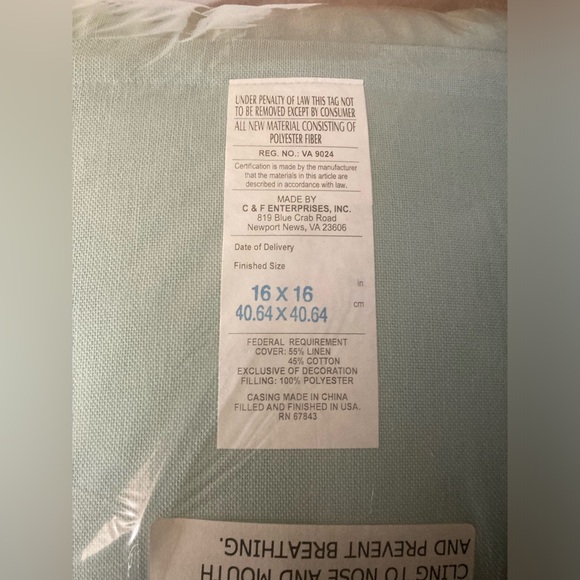 UNDER PENALTY OF LAW THIS TAG NOT
TO BE REMOVED EXCEPT BY CONSUMER
ALL NEW MATERIAL CONSISTING OF
POLYESTER FIBER
REG. NO.: VA 9024
Certification is made by the manufacturer
that the materials in this article are
described in accordance with law.
MADE BY
C & F ENTERPRISES, INC.
819 Blue Crab Road
Newport News, VA 23606
Date of Delivery
Finished Size
in
16 X 16
cm
40.64 X 40.64
FEDERAL REQUIREMENT
COVER: 55% LINEN
45% COTTON
EXCLUSIVE OF DECORATION
FILLING: 100% POLYESTER
CASING MADE IN CHINA
FILLED AND FINISHED IN USA.
RN 67843
CLING TO NOSE AND MOUTH
AND PREVENT BREATHING.